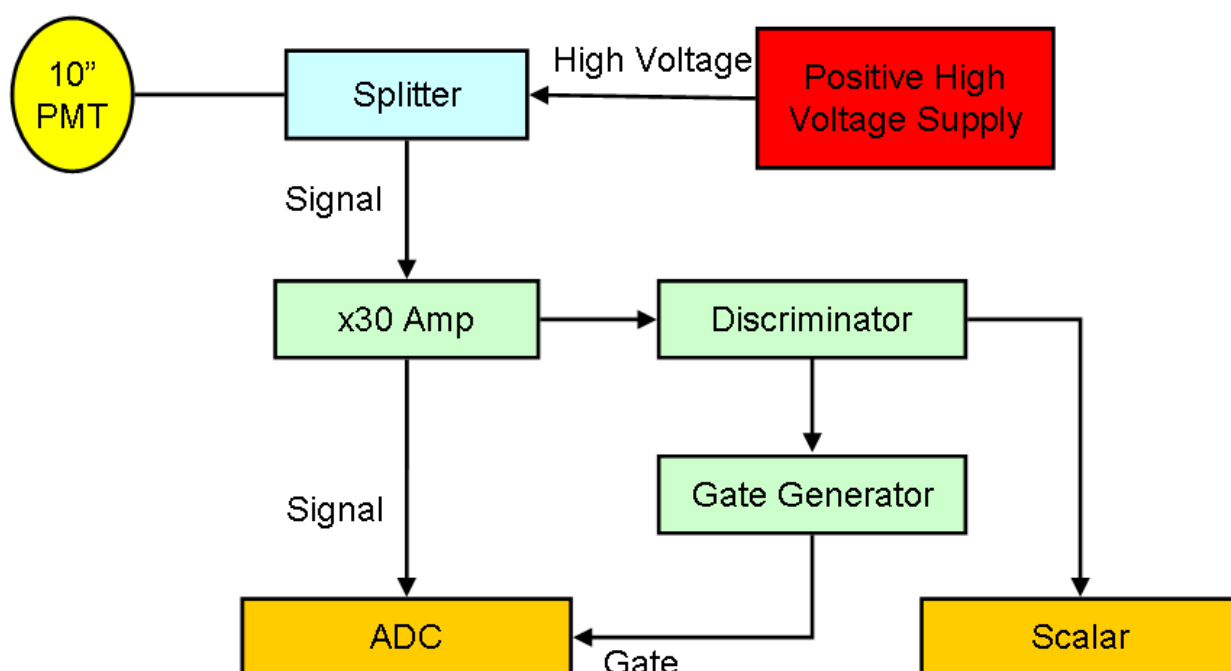 10”
PMT
Splitter
High Voltage
Positive High
Voltage Supply
Signal
x30 Amp
Discriminator
Signal
Gate Generator
ADC
Gate
Scalar